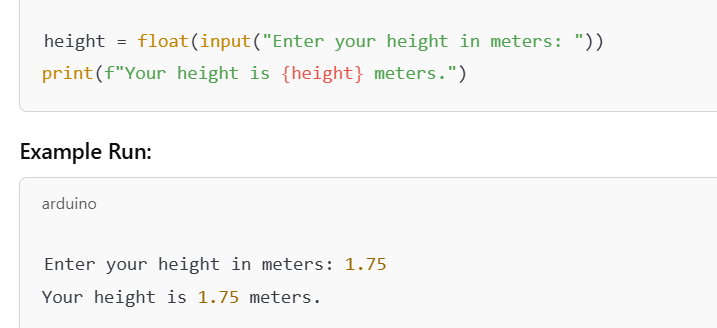 height = float(input("Enter your height in meters: "))
print(f"Your height is {height} meters.")
Example Run:
arduino
Enter your height in meters: 1.75
Your height is 1.75 meters.